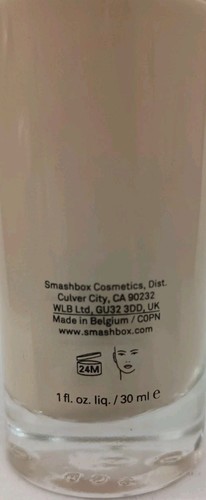 Smashbox Cosmetics, Dist.
Culver City, CA 90232
WLB Ltd, GU32 3DD, UK
Made in Belgium / C0PN
www.smashbox.com
24M
1 fl. oz. liq. / 30 ml e